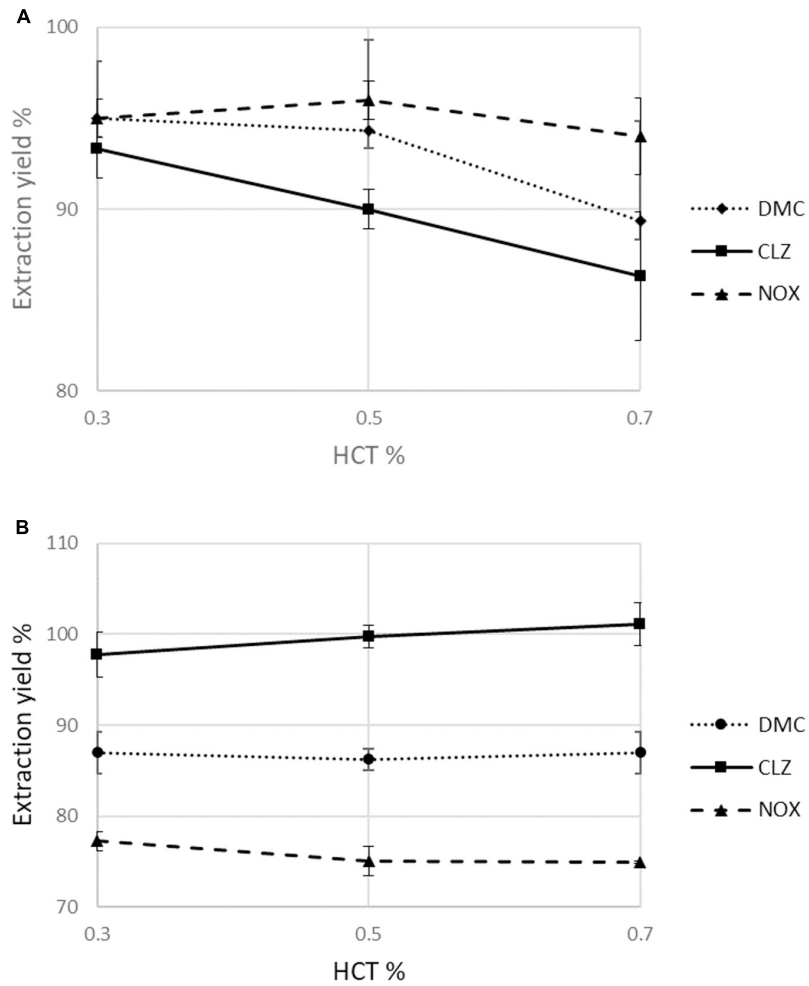 A
100
90
80
Extraction yield %
0.3
0.5
0.7
HCT %
DMC
CLZ
NOX
B
110
100
90
80
70
Extraction yield %
0.3
0.5
0.7
HCT %
DMC
CLZ
NOX